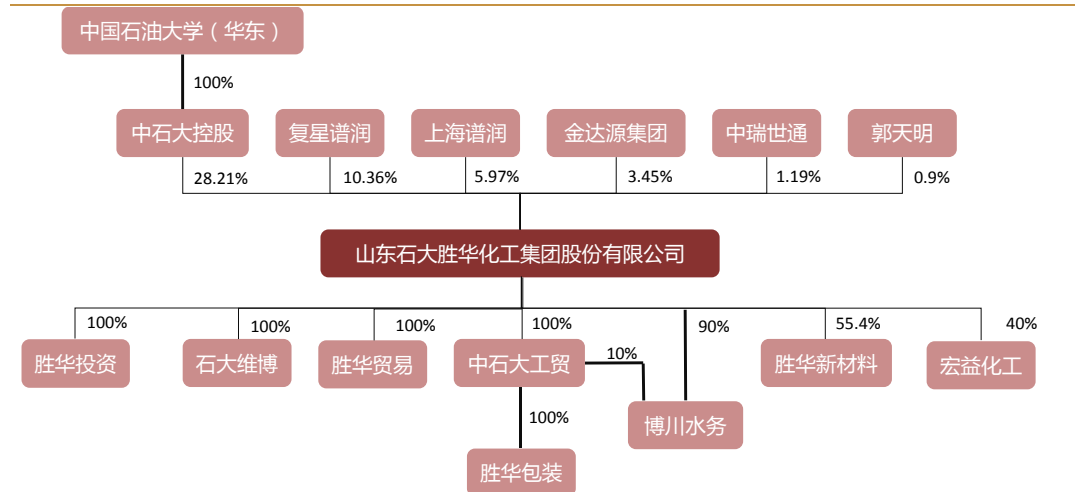 中国石油大学（华东）
100%
中石大控股
复星谱润
上海谱润
金达源集团
中瑞世通
郭天明
28.21%
10.36%
5.97%
3.45%
1.19%
0.9%
山东石大胜华化工集团股份有限公司
100%
100%
100%
100%
90%
55.4%
40%
胜华投资
石大维博
胜华贸易
中石大工贸
10%
胜华新材料
宏益化工
100%
博川水务
胜华包装